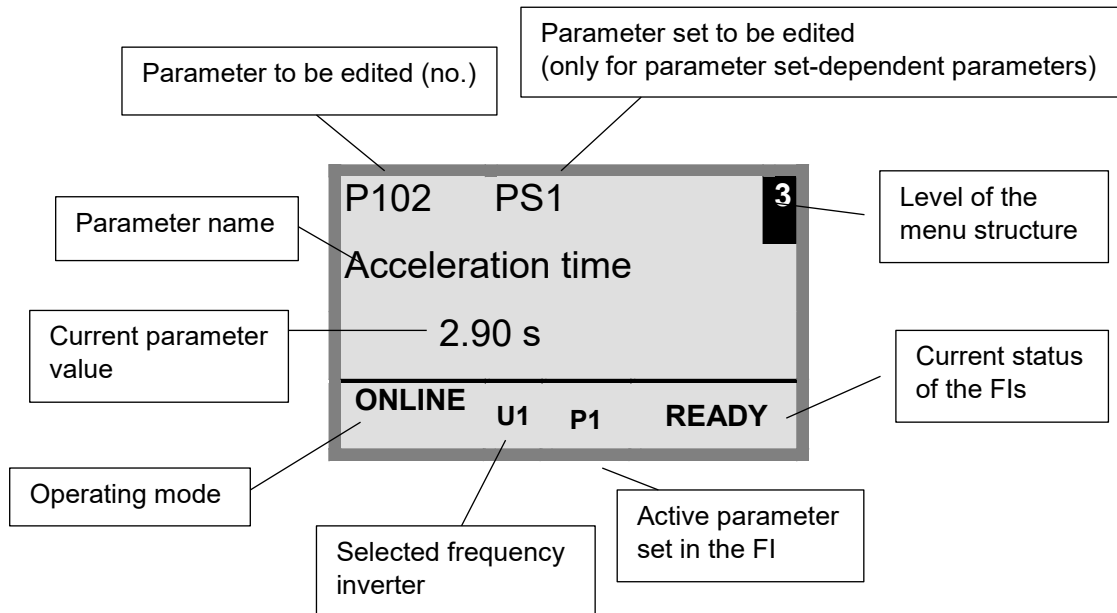 Parameter set to be edited
(only for parameter set-dependent parameters)
Parameter to be edited (no.)
P102 PS1 3
Level of the
menu structure
Parameter name
Acceleration time
Current parameter
value
2.90 s
Current status
of the FIs
ONLINE U1 P1 READY
Operating mode
Active parameter
set in the FI
Selected frequency
inverter